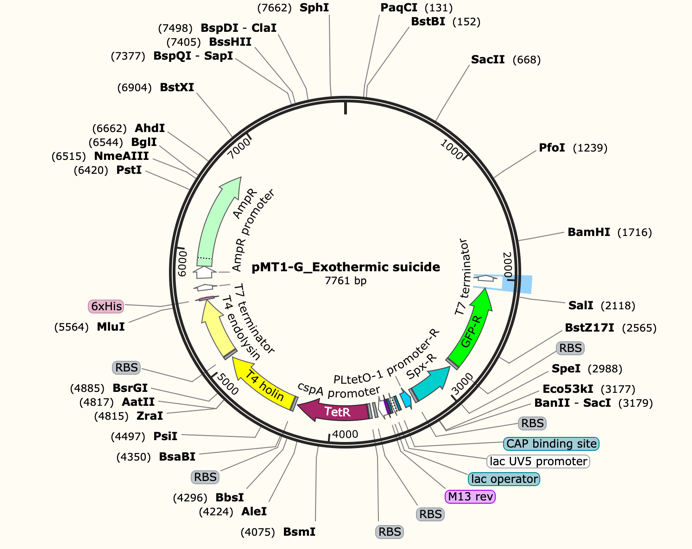 (7662) SphI
PaqCI (131)
BstBI (152)
(7498) BspDI - ClaI
(7405) BssHII
(7377) BspQI - SapI
SacII (668)
(6904) BstXI
(6662) AhdI
(6544) BglI
(6515) NmeAIII
(6420) PstI
PfoI (1239)
BamHI (1716)
7000
1000
2000
3000
4000
5000
6000
AmpR
AmpR promoter
pMT1-G_Exothermic suicide
7761 bp
T7 terminator
6xHis
(5564) MluI
T7 terminator
T4 endolysin
SalI (2118)
BstZ17I (2565)
GFP-R
RBS
PLtetO-1 promoter-R
Spx-R
cspA promoter
T4 holin
TetR
RBS
SpeI (2988)
(4885) BsrGI
(4817) AatII
(4815) ZraI
Eco53kI (3177)
BanII - SacI (3179)
RBS
(4497) PsiI
(4350) BsaBI
CAP binding site
lac UV5 promoter
RBS
lac operator
(4296) BbsI
M13 rev
(4224) AleI
RBS
(4075) BsmI
RBS